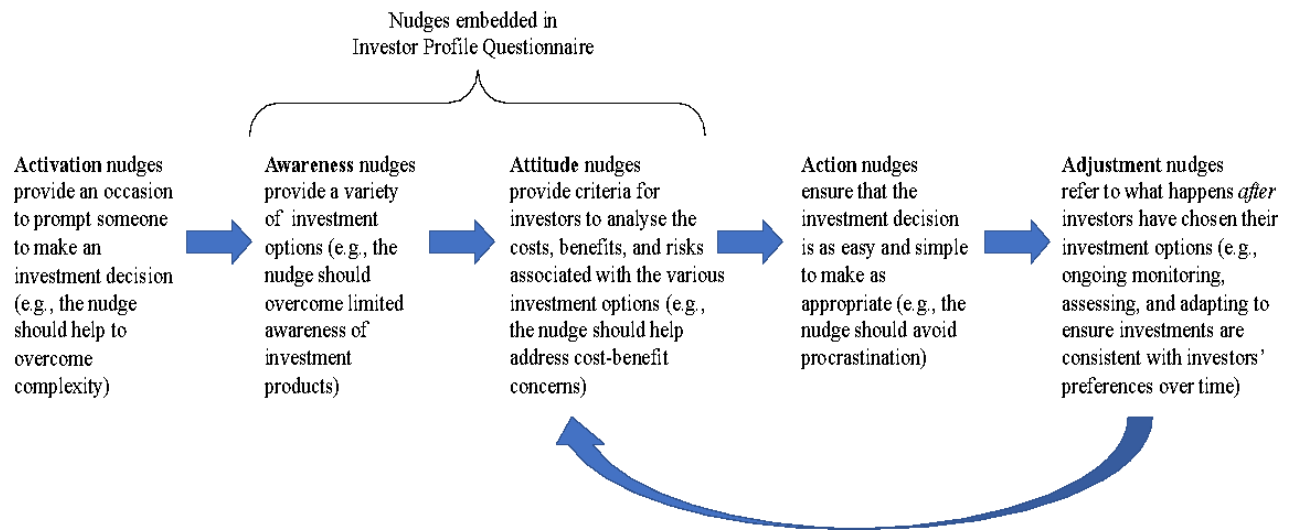 Nudges embedded in
Investor Profile Questionnaire
Activation nudges
provide an occasion
to prompt someone
to make an
investment decision
(e.g., the nudge
should help to
overcome
complexity)
Awareness nudges
provide a variety
of investment
options (e.g., the
nudge should
overcome limited
awareness of
investment
products)
Attitude nudges
provide criteria for
investors to analyse the
costs, benefits, and risks
associated with the various
investment options (e.g.,
the nudge should help
address cost-benefit
concerns)
Action nudges
ensure that the
investment decision
is as easy and simple
to make as
appropriate (e.g., the
nudge should avoid
procrastination)
Adjustment nudges
refer to what happens after
investors have chosen their
investment options (e.g.,
ongoing monitoring,
assessing, and adapting to
ensure investments are
consistent with investors’
preferences over time)